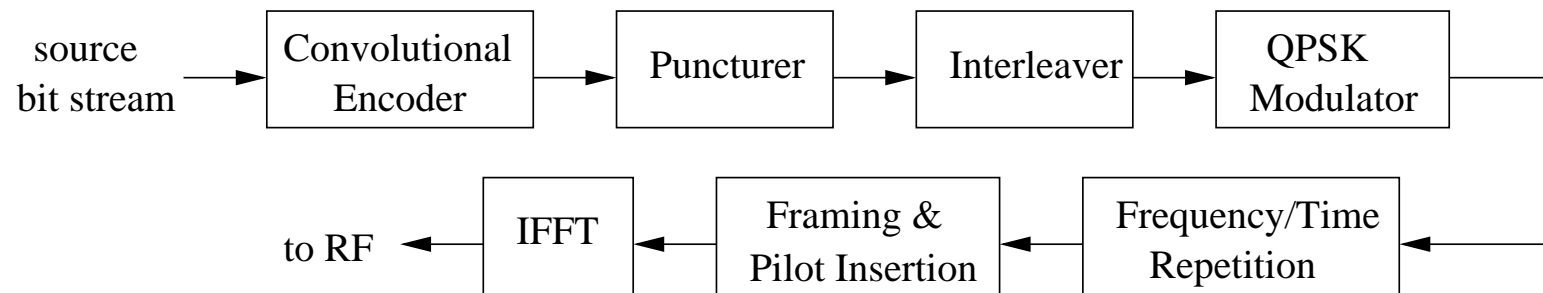 source
bit stream
Convolutional
Encoder
Puncturer
Interleaver
QPSK
Modulator
Frequency/Time
Repetition
Framing &
Pilot Insertion
IFFT
to RF